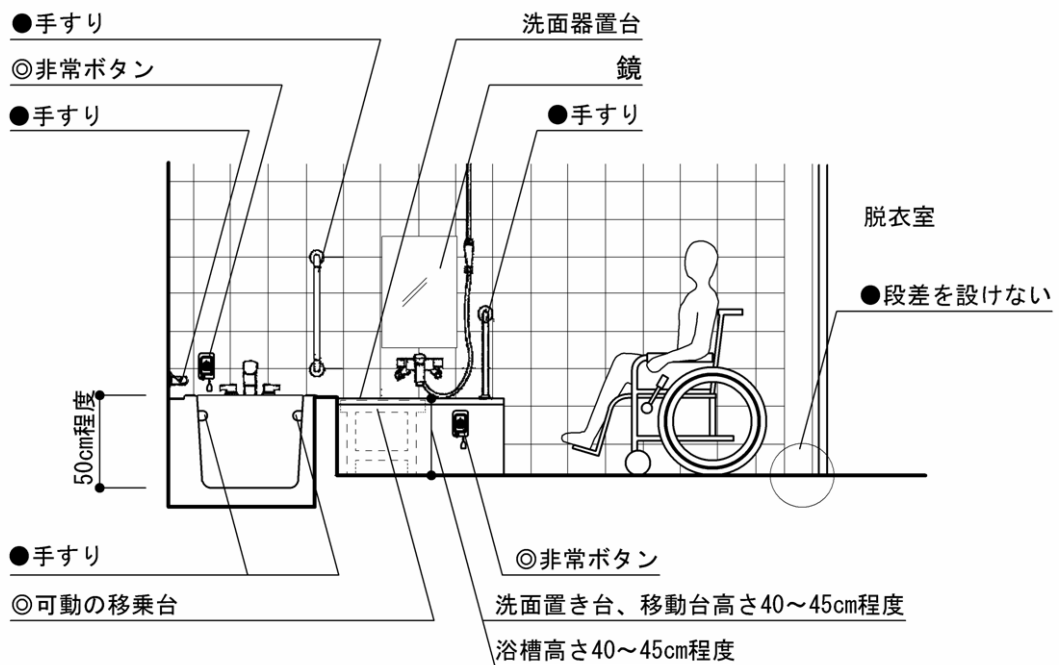 ●手すり
洗面器置台
◎非常ボタン
鏡
●手すり
●手すり
脱衣室
●段差を設けない
50cm程度
●手すり
◎非常ボタン
◎可動の移乗台
洗面置き台、移動台高さ40～45cm程度
浴槽高さ40～45cm程度